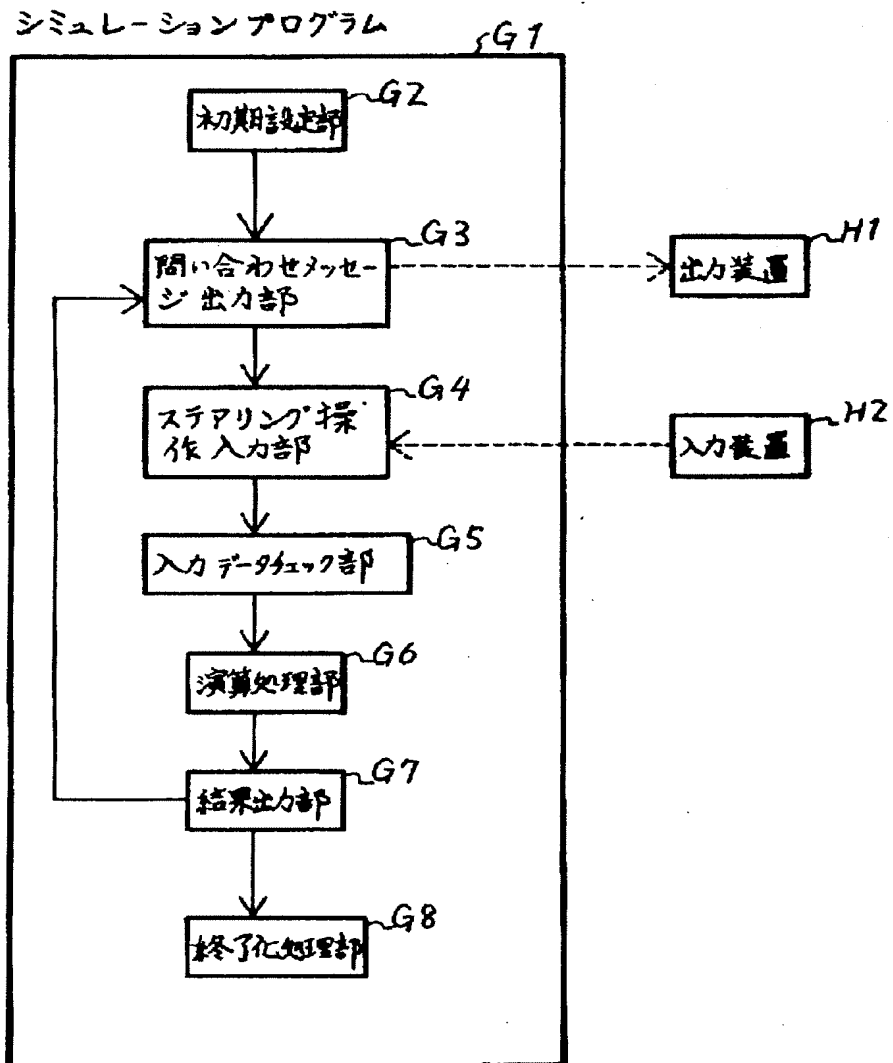 シミュレーションプログラム
G1
G2
初期設定部
G3
問い合わせメッセー
ジ出力部
H1
出力装置
G4
ステアリング操
作入力部
H2
入力装置
G5
入力データチェック部
G6
演算処理部
G7
結果出力部
G8
終了化処理部